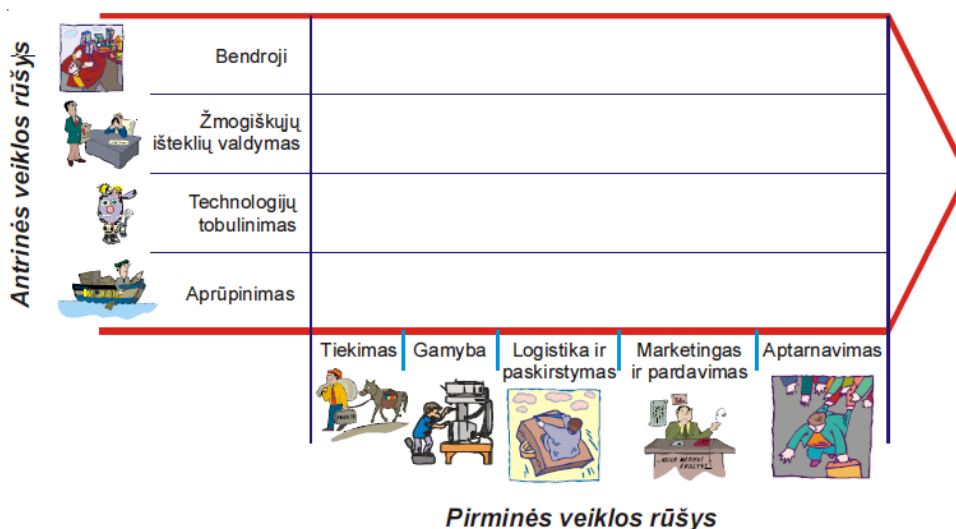 Antrinės veiklos rūšys
Bendroji
Žmogiškųjų
išteklių valdymas
Technologijų
tobulinimas
Aprūpinimas
Tiekimas
Gamyba
Logistika ir
paskirstymas
Marketingas
ir pardavimas
Aptarnavimas
Pirminės veiklos rūšys